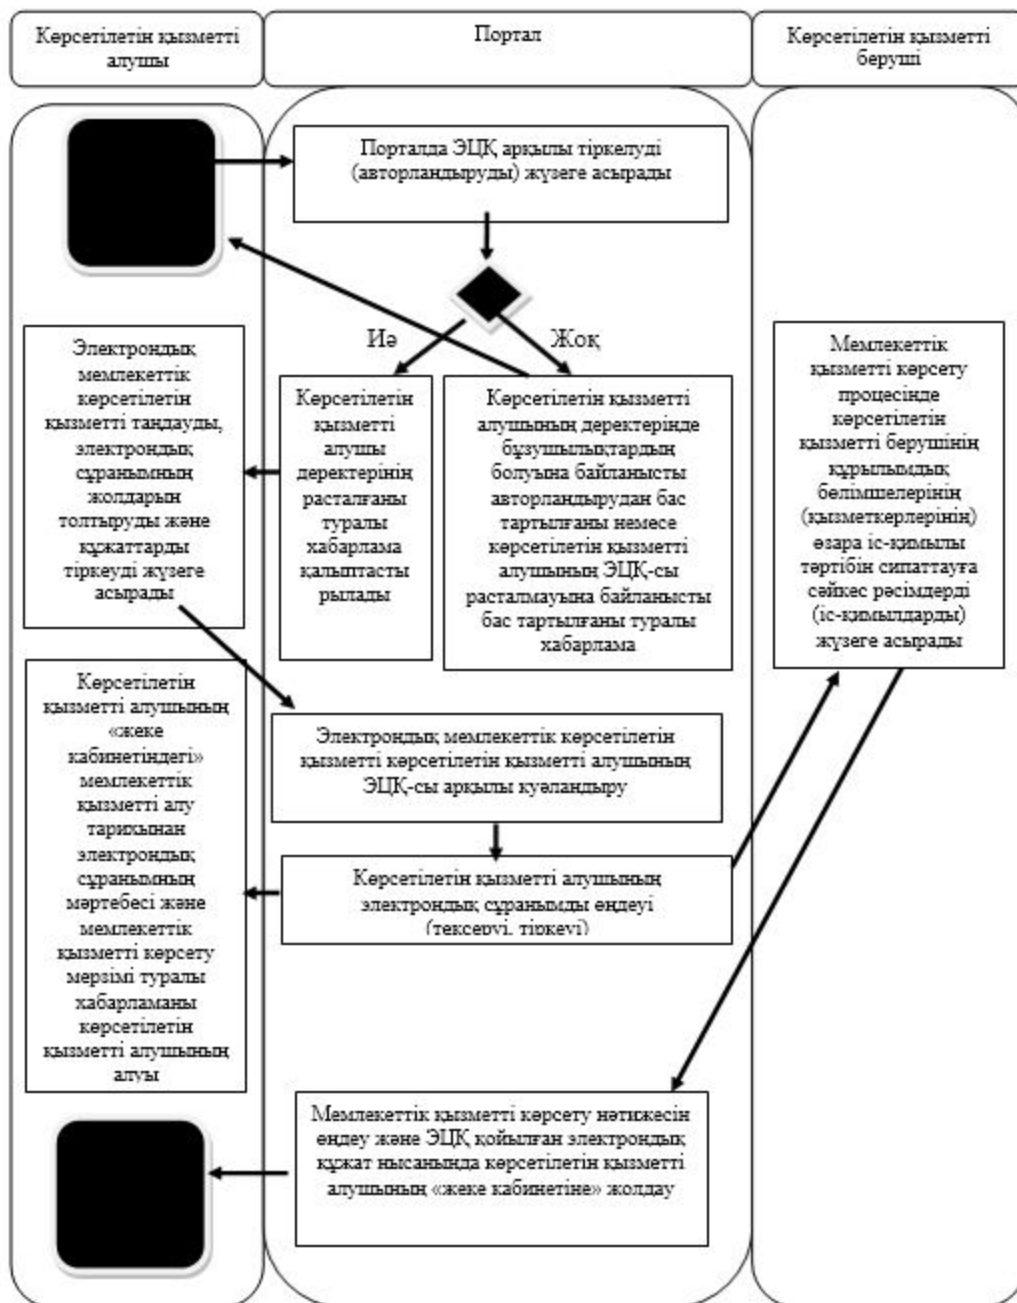 Көрсетілетін қызметті
алушы
Портал
Көрсетілетін қызметті
беруші
Порталда ЭЦҚ арқылы тіркелуді
(авторландыруды) жүзеге асырады
Иә
Жоқ
Электрондық
мемлекеттік
көрсетілетін
қызметті таңдауды,
электрондық
сұранымның
жолдарын
толтыруды және
құжаттарды
тіркеуді жүзеге
асырады
Көрсетілетін
қызметті
алушы
деректерінің
расталғаны
туралы
хабарлама
қалыптасты
рылады
Көрсетілетін қызметті
алушының деректерінде
бұзушылықтардың
болуына байланысты
авторландырудан бас
тартылғаны немесе
көрсетілетін қызметті
алушының ЭЦҚ-сы
расталмауына байланысты
бас тартылғаны туралы
хабарлама
Мемлекеттік
қызметті көрсету
процесінде
көрсетілетін
қызметті берушінің
құрылымдық
бөлімшелерінің
(қызметкерлерінің)
өзара іс-қимылы
тәртібін сипаттауға
сәйкес рәсімдерді
(іс-қимылдарды)
жүзеге асырады
Көрсетілетін
қызметті алушының
«жеке
кабинетіндегі»
мемлекеттік
қызметті алу
тарихынан
электрондық
сұранымның
мәртебесі және
мемлекеттік
қызметті көрсету
мерзімі туралы
хабарламаны
көрсетілетін
қызметті алушының
алуы
Электрондық мемлекеттік көрсетілетін
қызметті көрсетілетін қызметті алушының
ЭЦҚ-сы арқылы куәландыру
Көрсетілетін қызметті алушының
электрондық сұранымды өңдеуі
(тексеруі, тіркеуі)
Мемлекеттік қызметті көрсету нәтижесін
өңдеу және ЭЦҚ қойылған электрондық
құжат нысанында көрсетілетін қызметті
алушының «жеке кабинетіне» жолдау